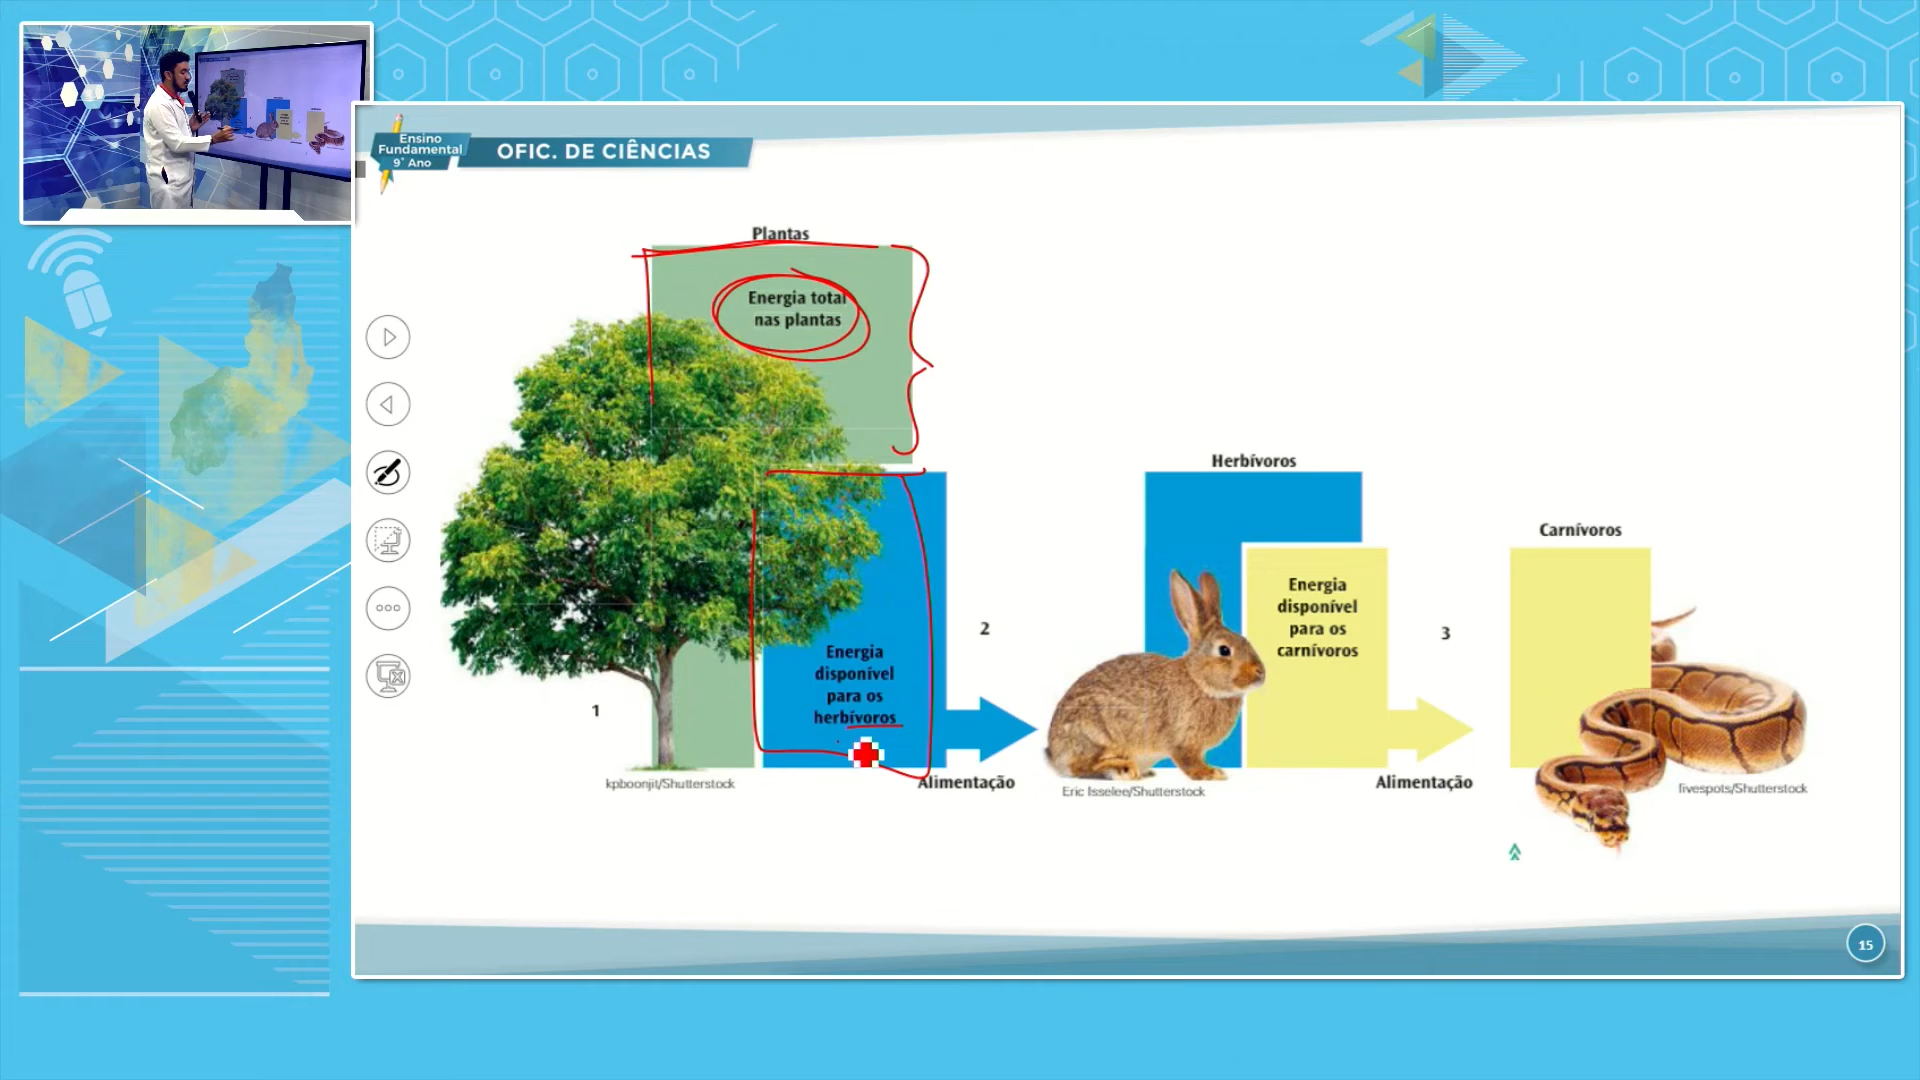 Ensino
Fundamental
9° Ano
OFIC. DE CIÊNCIAS
Plantas
Energia total
nas plantas
Herbívoros
Carnívoros
Energia
disponível
para os
carnívoros
2
3
Energia
disponível
para os
herbívoros
1
Alimentação
Alimentação
kpboonjit/Shutterstock
Eric Isselee/Shutterstock
fivespots/Shutterstock
15